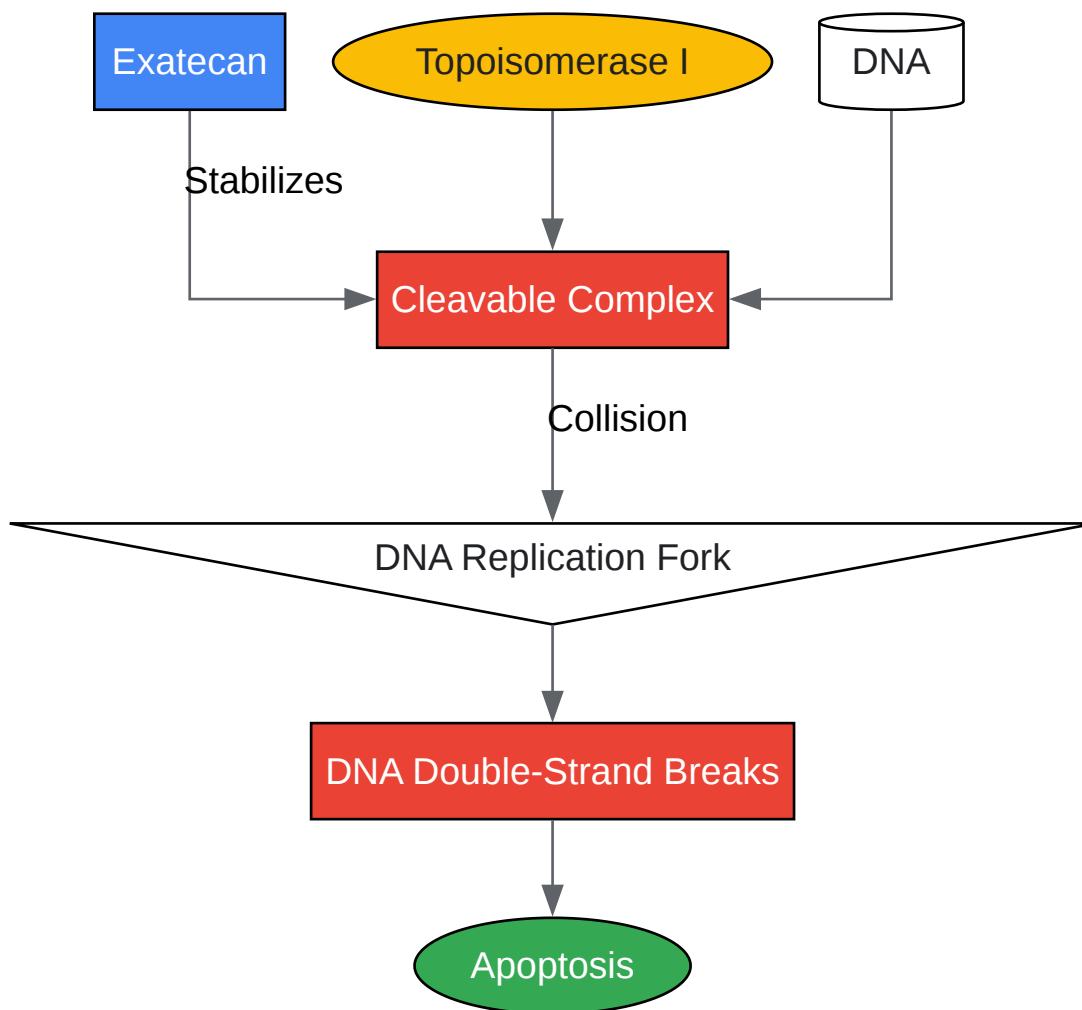 Exatecan
Topoisomerase I
DNA
Stabilizes
Cleavable Complex
Collision
DNA Replication Fork
DNA Double-Strand Breaks
Apoptosis